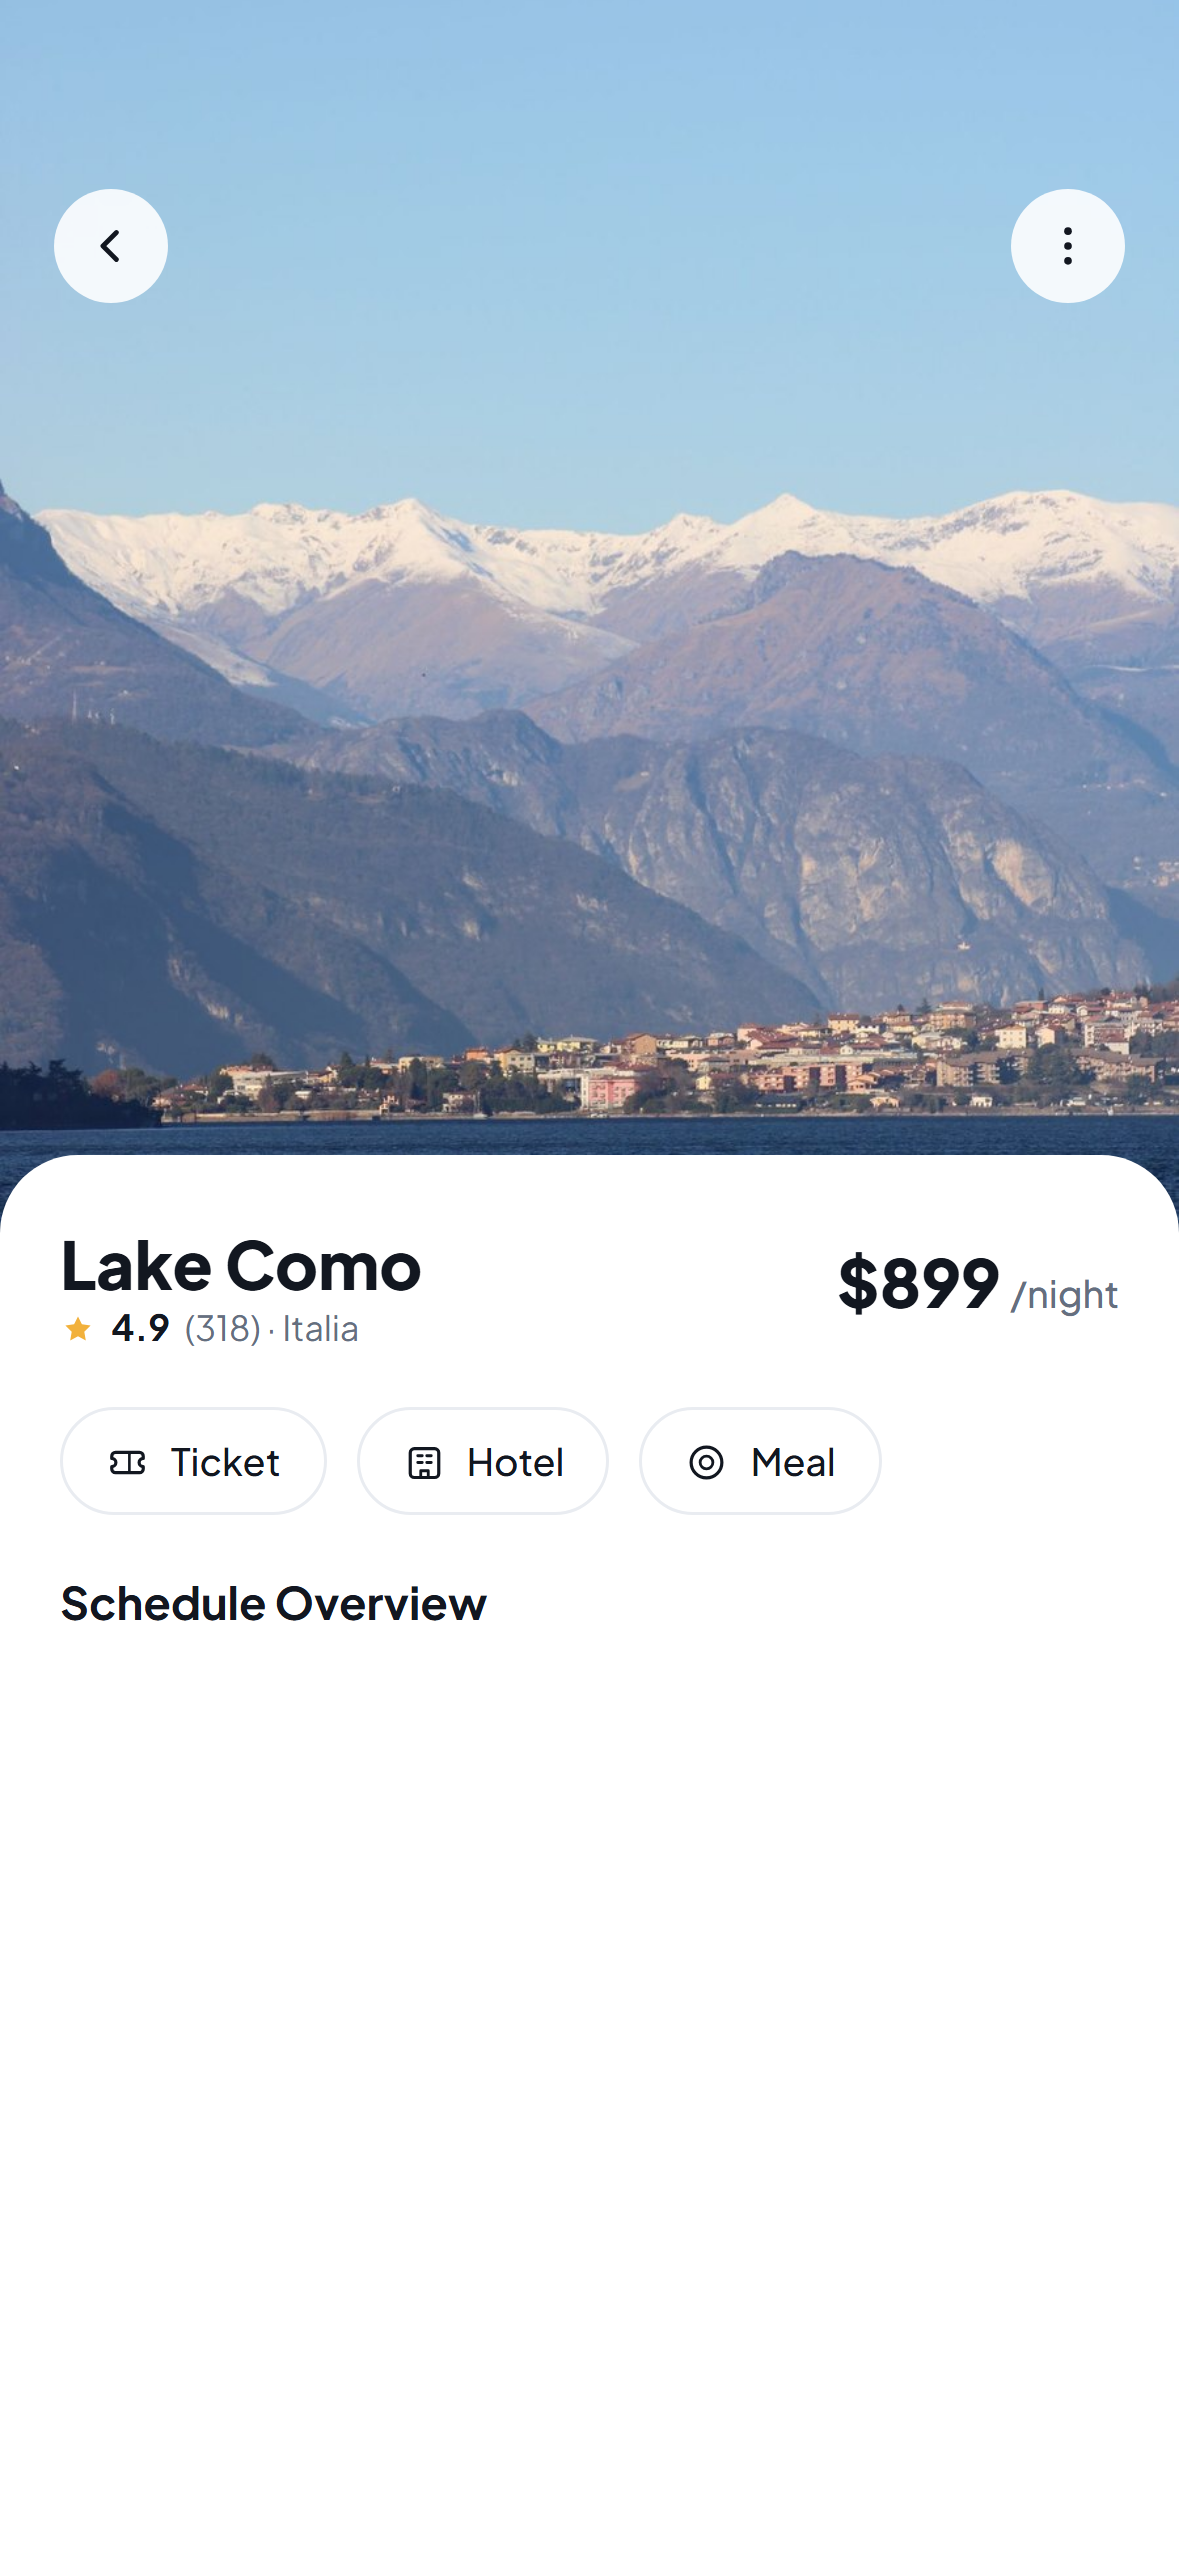 Lake Como
$899 /night
4.9 (318) · Italia
Ticket
Hotel
Meal
Schedule Overview